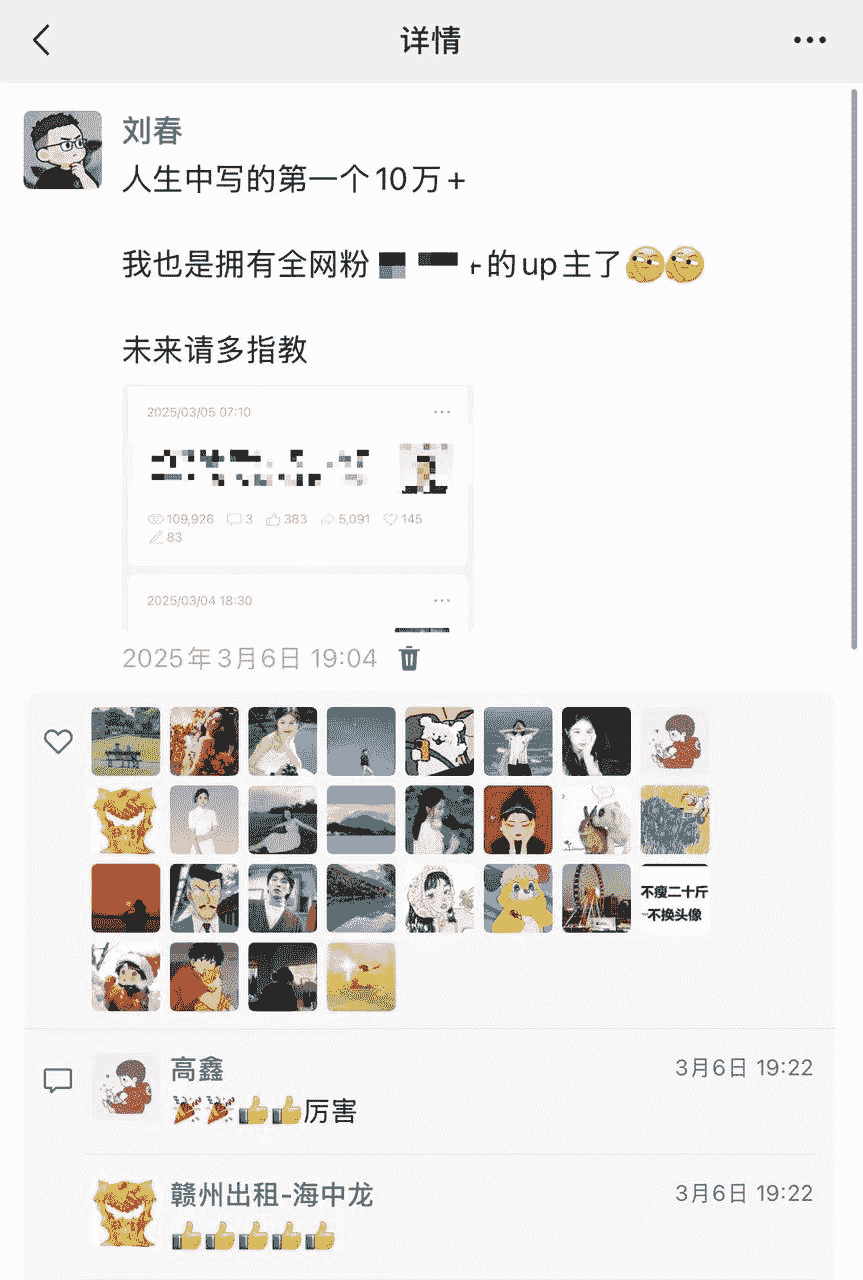 详情
刘春
人生中写的第一个10万+
我也是拥有全网粉 +的up主了
未来请多指教
2025/03/05 07:10
109,926 3 383 5,091 145
83
2025/03/04 18:30
2025年3月6日 19:04
不瘦二十斤
不换头像
高鑫 3月6日 19:22
厉害
赣州出租-海中龙 3月6日 19:22